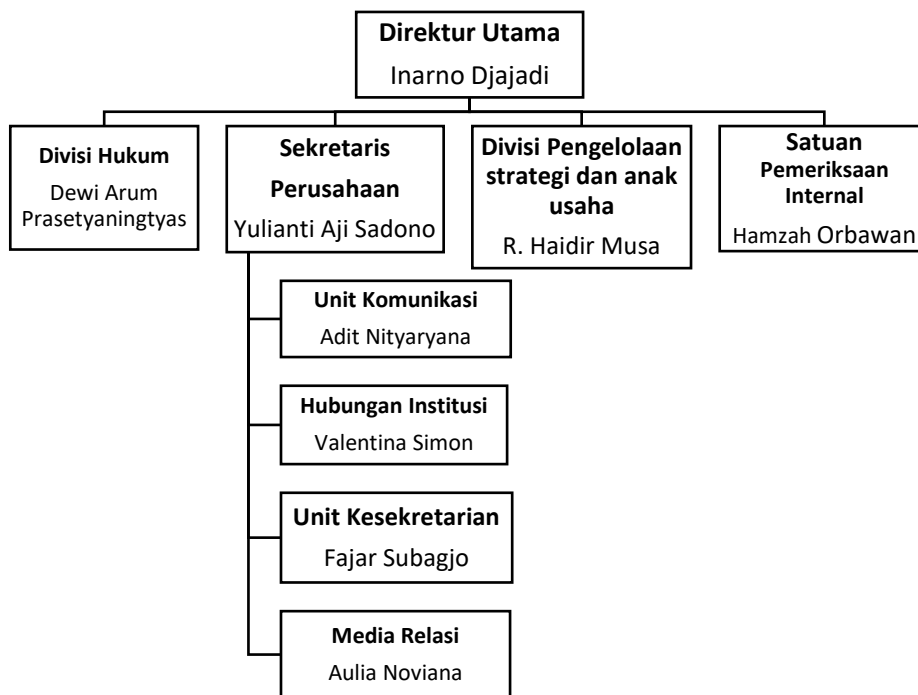 Direktur Utama
Inarno Djajadi
Divisi Hukum
Dewi Arum
Prasetyaningtyas
Sekretaris
Perusahaan
Yulianti Aji Sadono
Divisi Pengelolaan
strategi dan anak
usaha
R. Haidir Musa
Satuan
Pemeriksaan
Internal
Hamzah Orbawan
Unit Komunikasi
Adit Nityaryana
Hubungan Institusi
Valentina Simon
Unit Kesekretarian
Fajar Subagjo
Media Relasi
Aulia Noviana